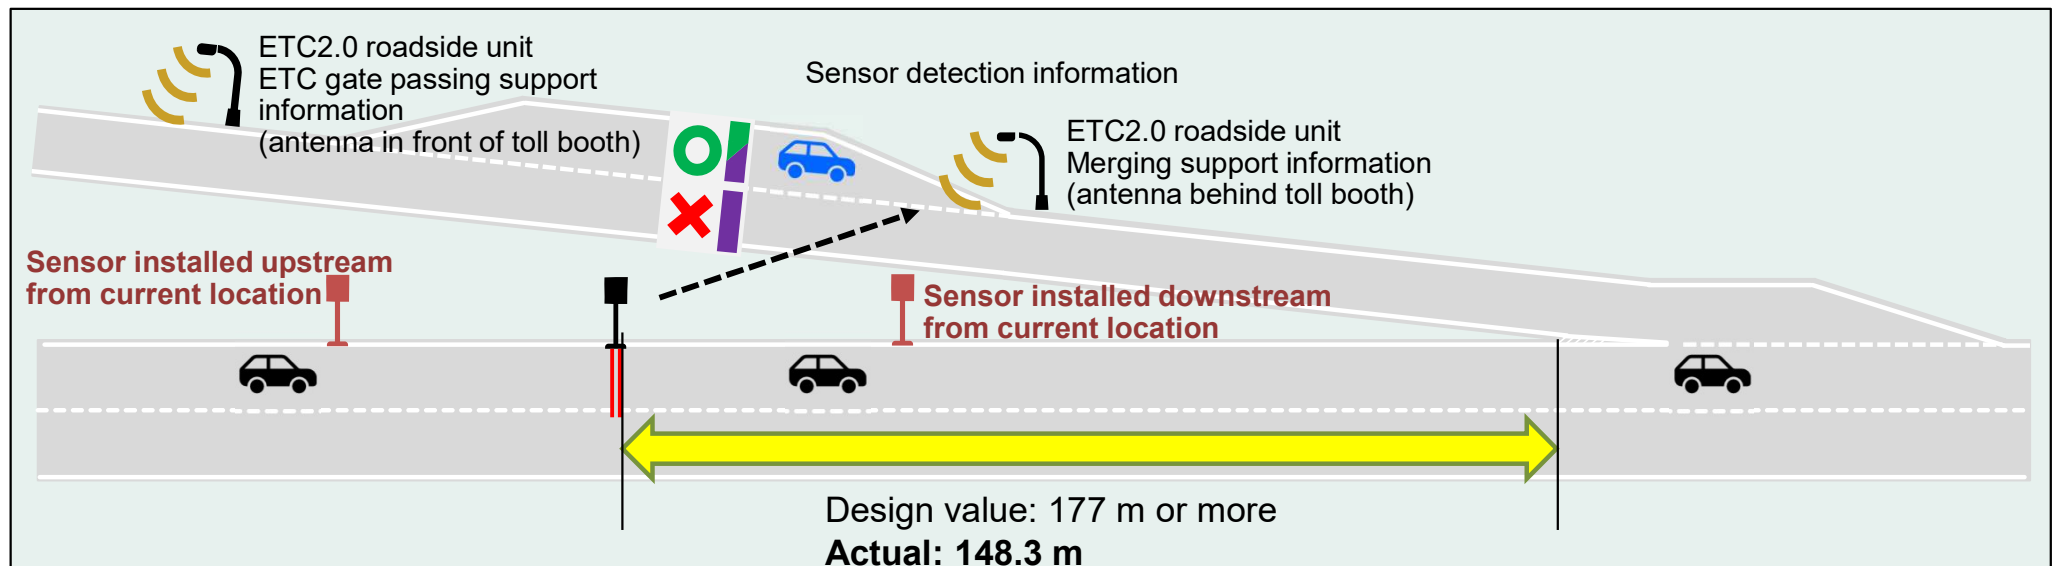 ETC2.0 roadside unit
ETC gate passing support
information
(antenna in front of toll booth)
Sensor detection information
ETC2.0 roadside unit
Merging support information
(antenna behind toll booth)
Sensor installed upstream
from current location
Sensor installed downstream
from current location
Design value: 177 m or more
Actual: 148.3 m